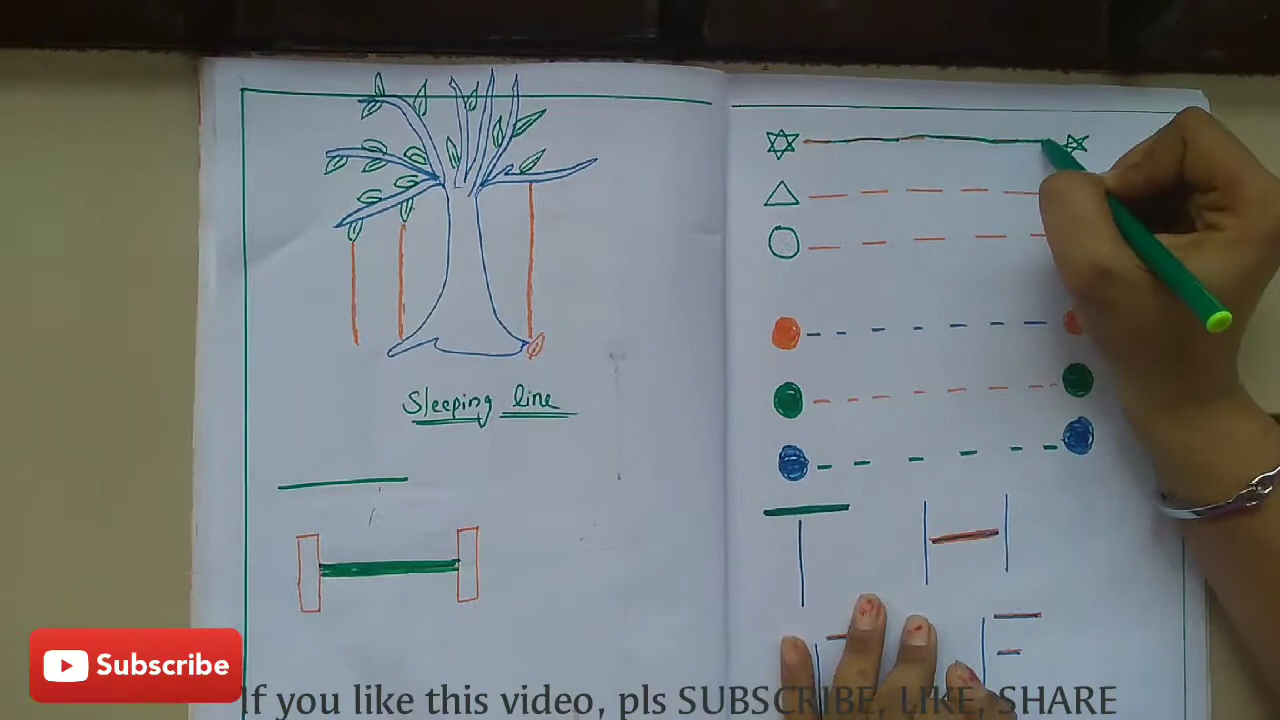 Sleeping line
T
H
F
Subscribe
If you like this video, pls SUBSCRIBE, LIKE, SHARE